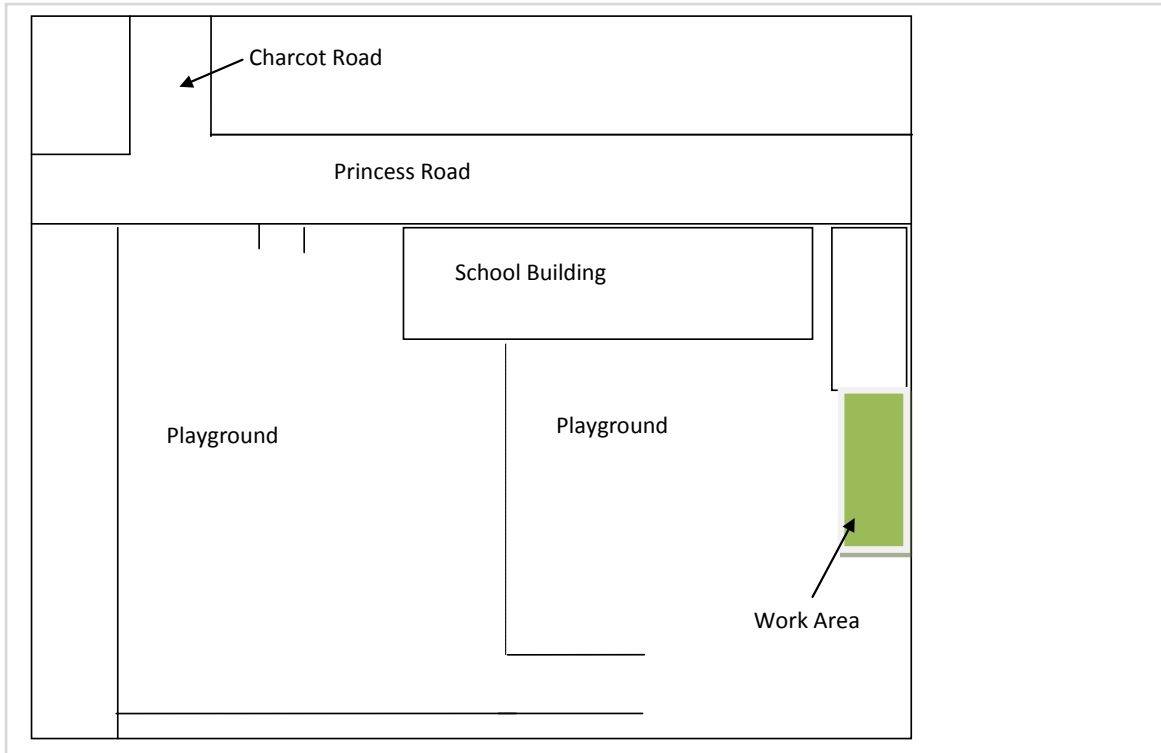 Charcot Road
Princess Road
School Building
Playground
Playground
Work Area